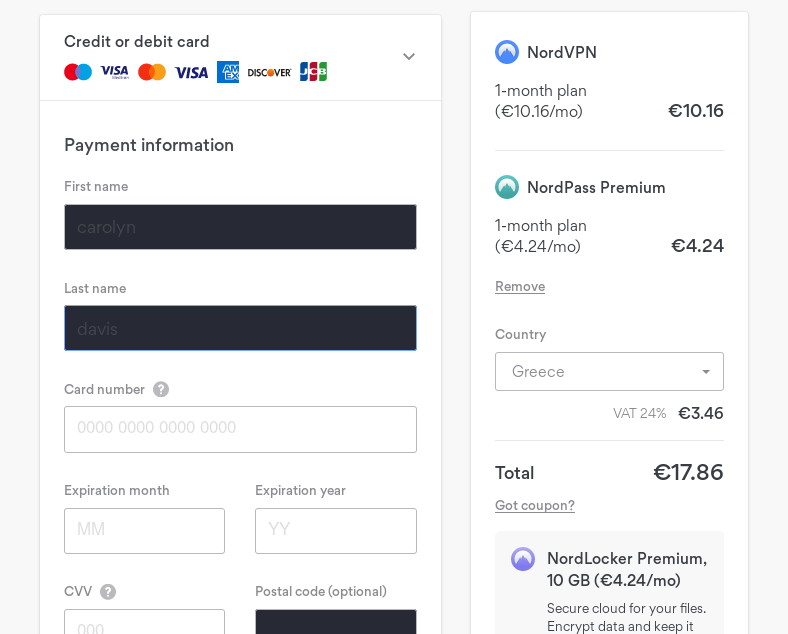 Credit or debit card
VISA
VISA
AM
EX
DISCOVER
JCB
Payment information
First name
carolyn
Last name
davis
Card number ?
0000 0000 0000 0000
Expiration month Expiration year
MM YY
CVV ? Postal code (optional)
000
NordVPN
1-month plan
(€10.16/mo) €10.16
NordPass Premium
1-month plan
(€4.24/mo) €4.24
Remove
Country
Greece
VAT 24% €3.46
Total €17.86
Got coupon?
NordLocker Premium,
10 GB (€4.24/mo)
Secure cloud for your files.
Encrypt data and keep it